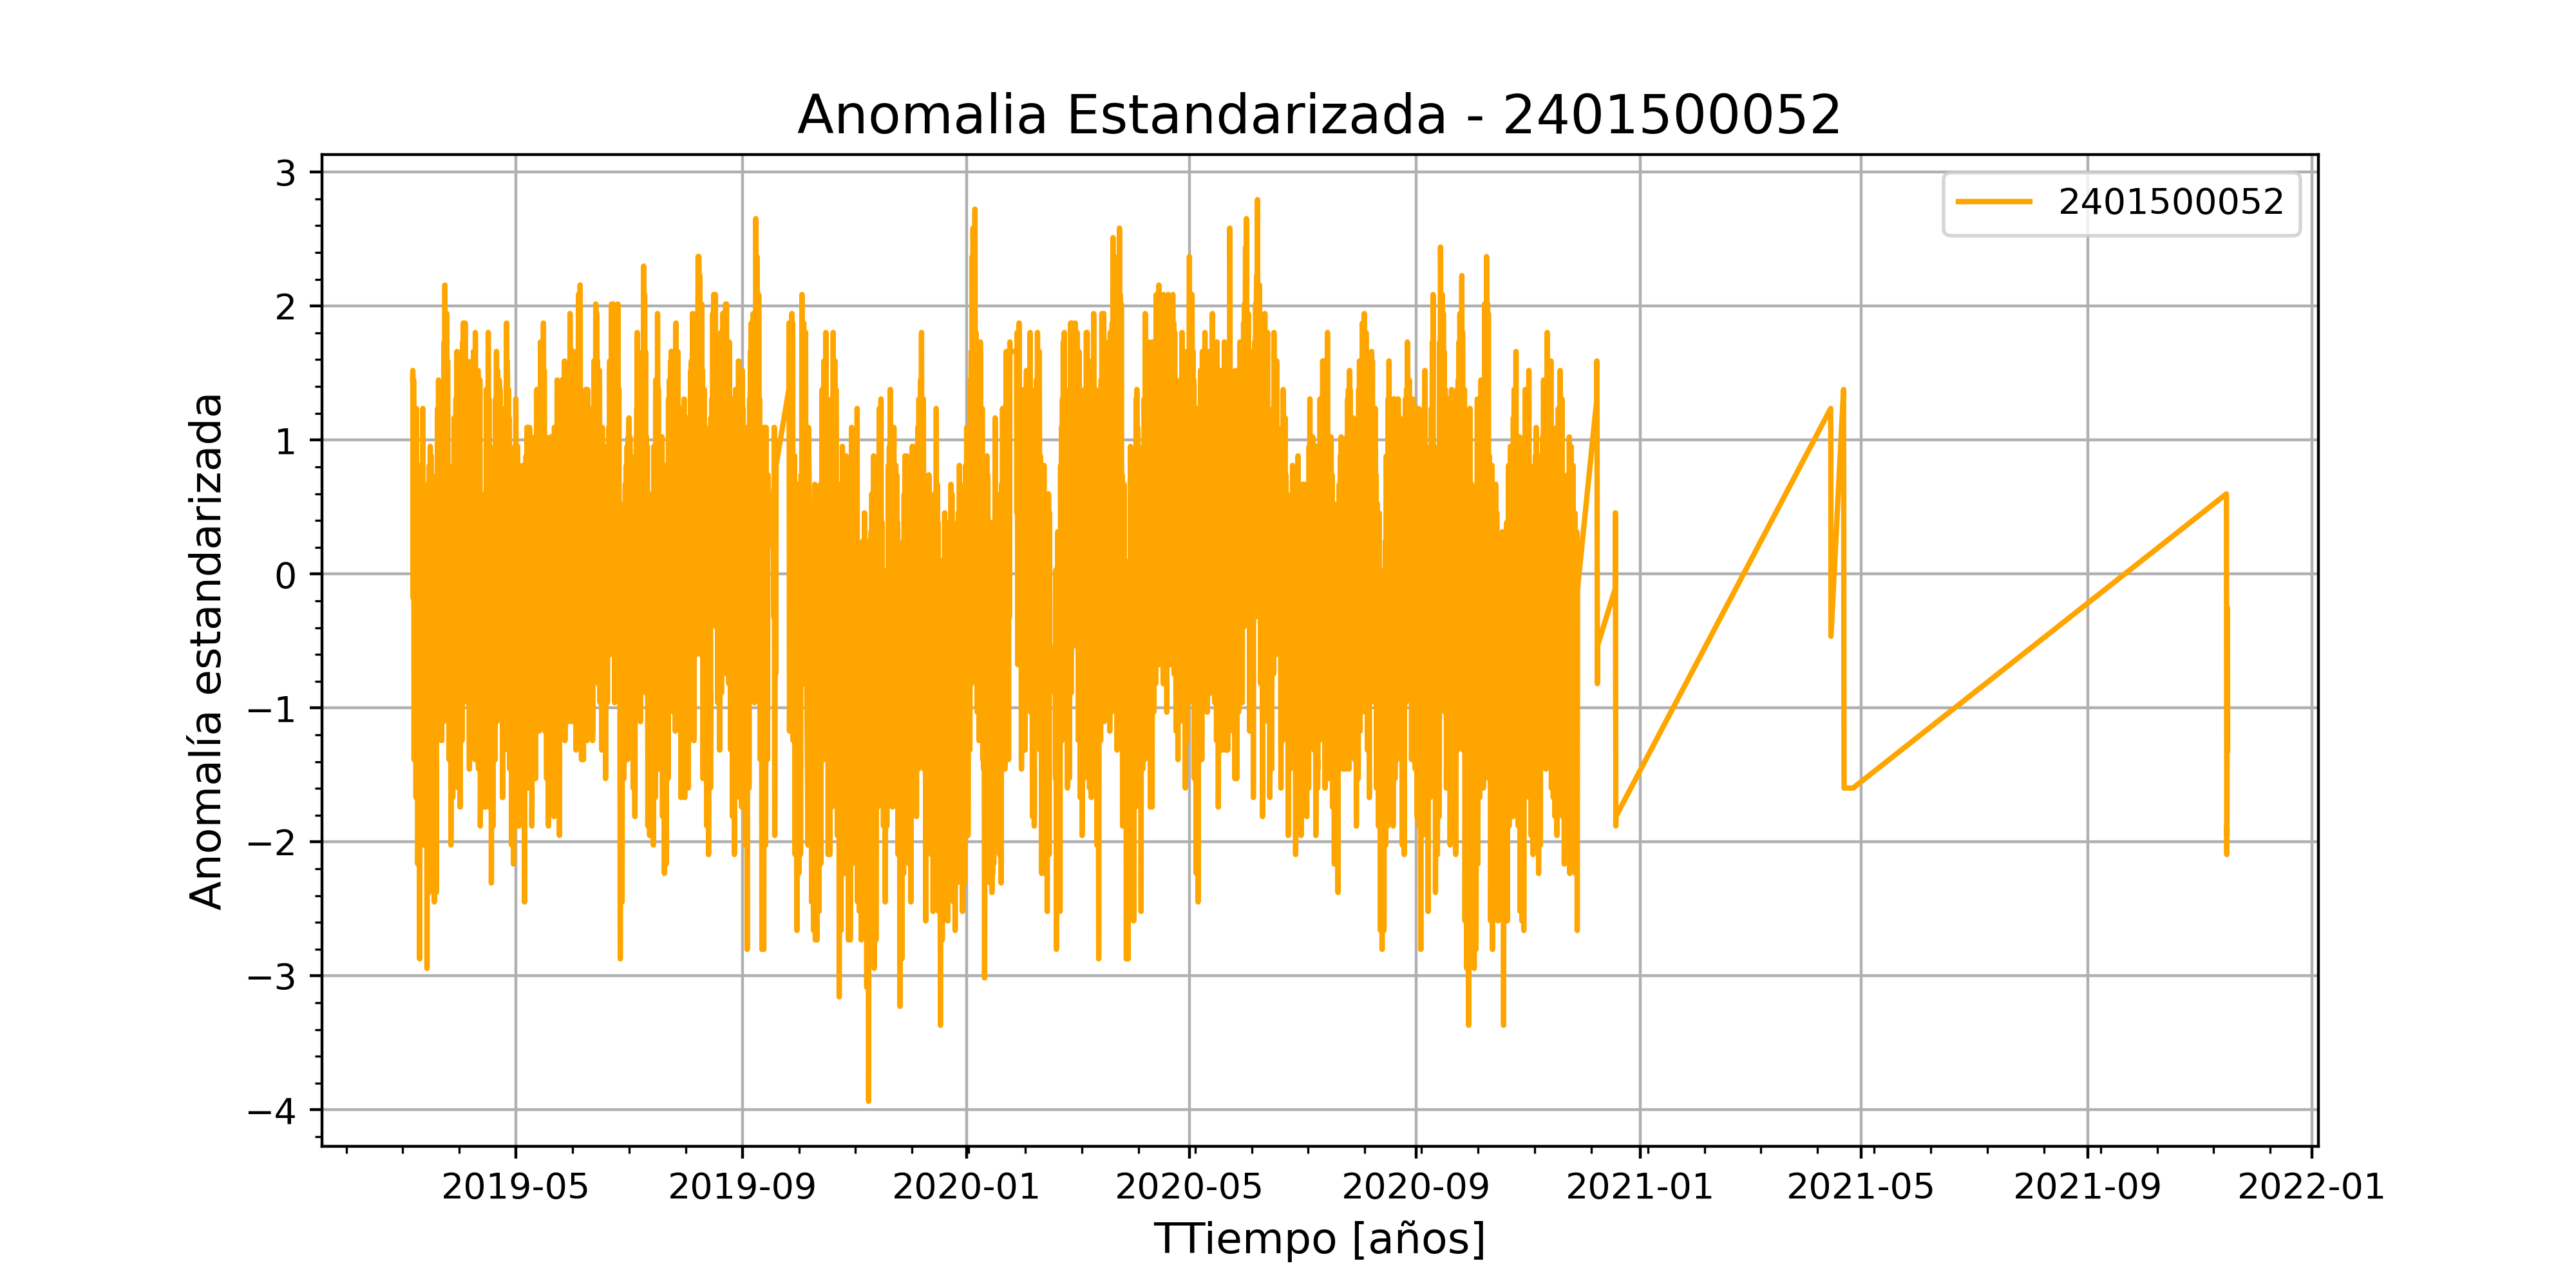 Anomalia Estandarizada - 2401500052
2401500052
Anomalía estandarizada
3
2
1
0
−1
−2
−3
−4
2019-05 2019-09 2020-01 2020-05 2020-09 2021-01 2021-05 2021-09 2022-01
TTiempo [años]